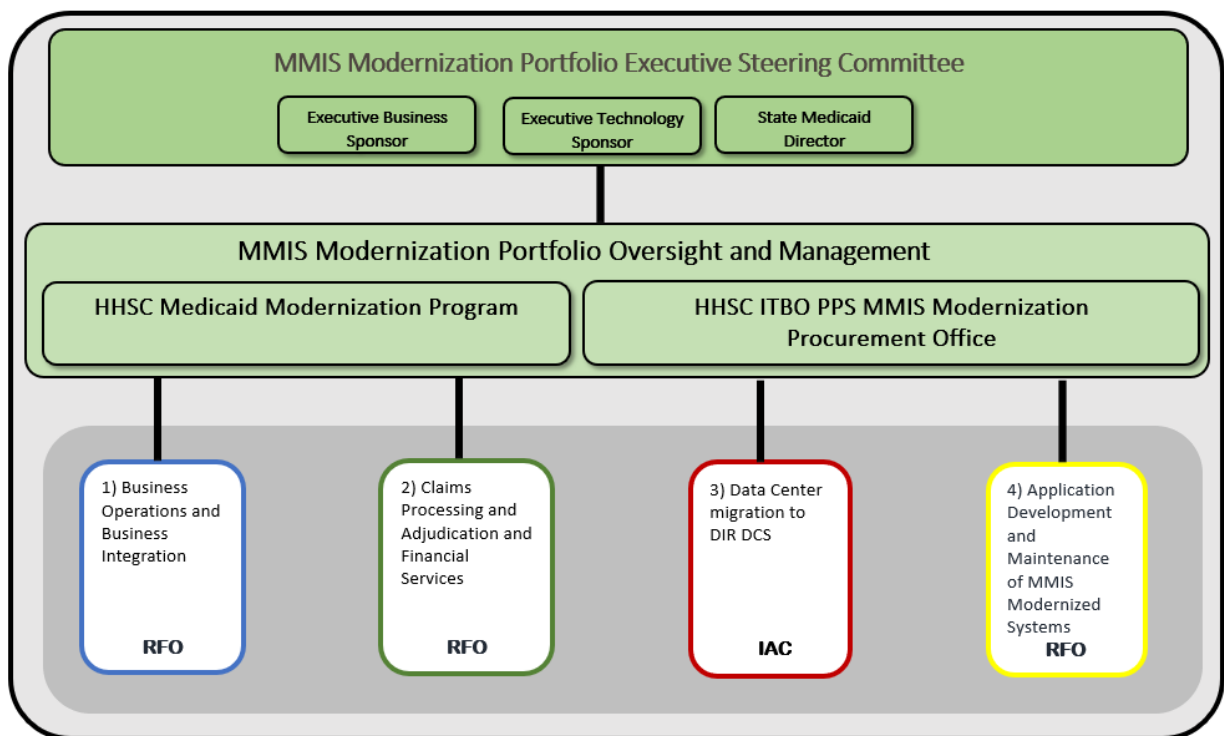 MMIS Modernization Portfolio Executive Steering Committee
Executive Business
Sponsor
Executive Technology
Sponsor
State Medicaid
Director
MMIS Modernization Portfolio Oversight and Management
HHSC Medicaid Modernization Program
HHSC ITBO PPS MMIS Modernization
Procurement Office
1) Business
Operations and
Business
Integration
RFO
2) Claims
Processing and
Adjudication and
Financial
Services
RFO
3) Data Center
migration to
DIR DCS
IAC
4) Application
Development
and
Maintenance
of MMIS
Modernized
Systems
RFO